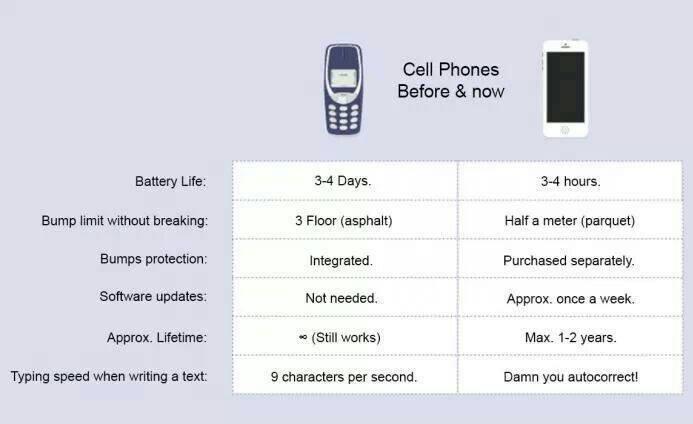 Cell Phones
Before & now
Battery Life: 3-4 Days. 3-4 hours.
Bump limit without breaking: 3 Floor (asphalt) Half a meter (parquet)
Bumps protection: Integrated. Purchased separately.
Software updates: Not needed. Approx. once a week.
Approx. Lifetime: ∞ (Still works) Max. 1-2 years.
Typing speed when writing a text: 9 characters per second. Damn you autocorrect!